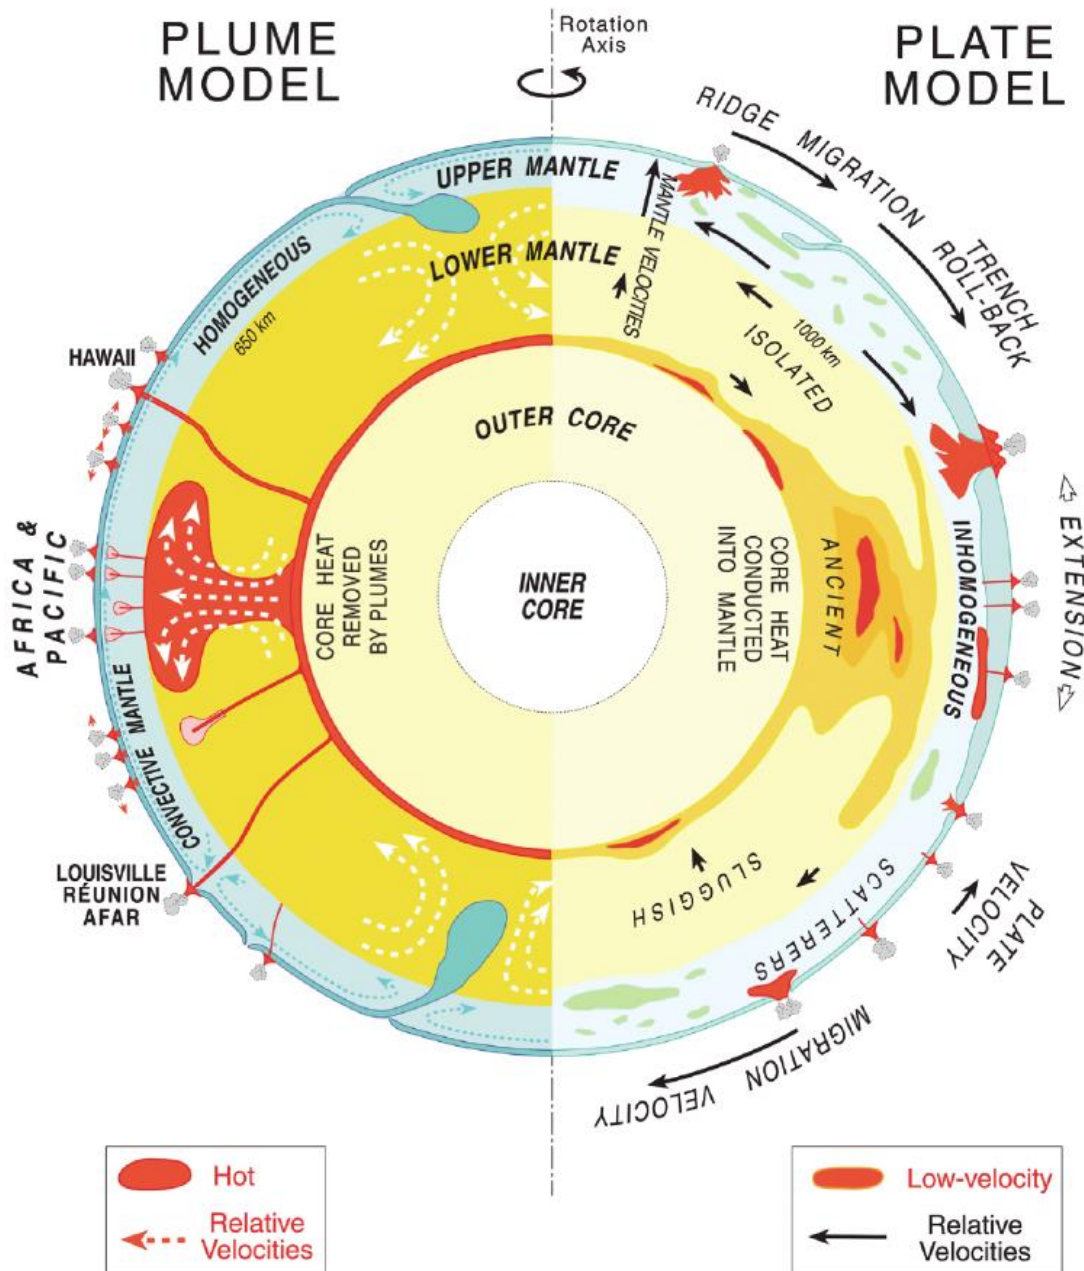 PLUME
MODEL
Rotation
Axis
PLATE
MODEL
RIDGE MIGRATION
TRENCH
ROLL-BACK
UPPER MANTLE
LOWER MANTLE
MANTLE VELOCITIES
HOMOGENEOUS
650 km
1000 km
ISOLATED
HAWAII
OUTER CORE
AFRICA &
PACIFIC
CORE HEAT
REMOVED
BY PLUMES
INNER
CORE
CORE HEAT
CONDUCTED
INTO MANTLE
ANCIENT
INHOMOGENEOUS
EXTENSION
CONVECTIVE MANTLE
LOUISVILLE
RÉUNION
AFAR
SLUGGISH
SCATTERERS
PLATE
VELOCITY
MIGRATION VELOCITY
Hot
Relative
Velocities
Low-velocity
Relative
Velocities